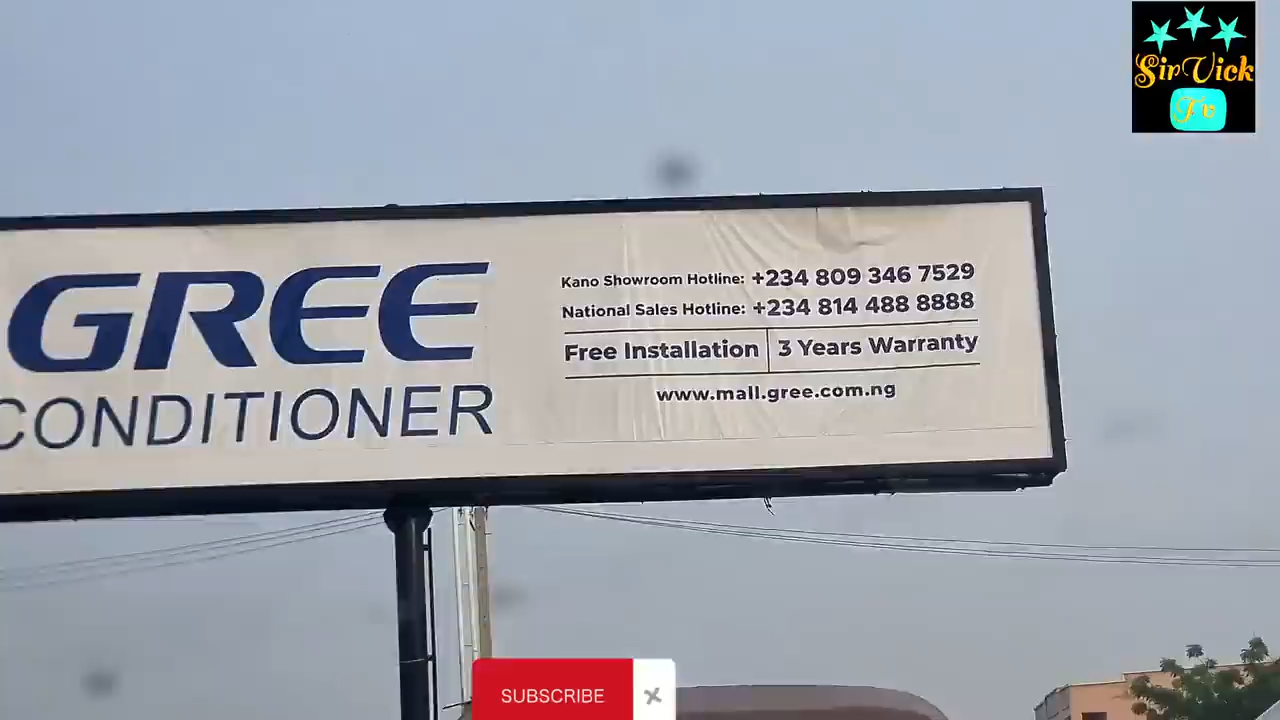 SirVick
Tv
GREE
CONDITIONER
Kano Showroom Hotline: +234 809 346 7529
National Sales Hotline: +234 814 488 8888
Free Installation | 3 Years Warranty
www.mall.gree.com.ng
SUBSCRIBE